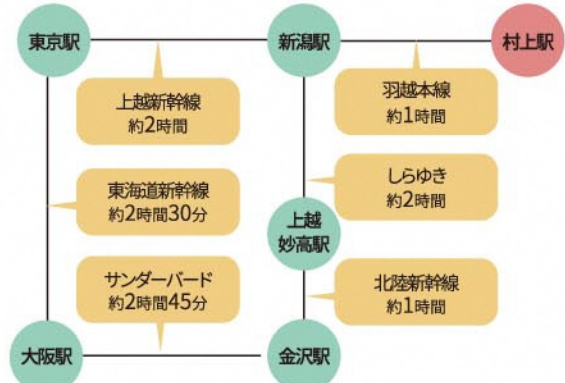 東京駅
新潟駅
村上駅
上越新幹線
約2時間
羽越本線
約1時間
東海道新幹線
約2時間30分
しらゆき
約2時間
上越
妙高駅
サンダーバード
約2時間45分
北陸新幹線
約1時間
大阪駅
金沢駅